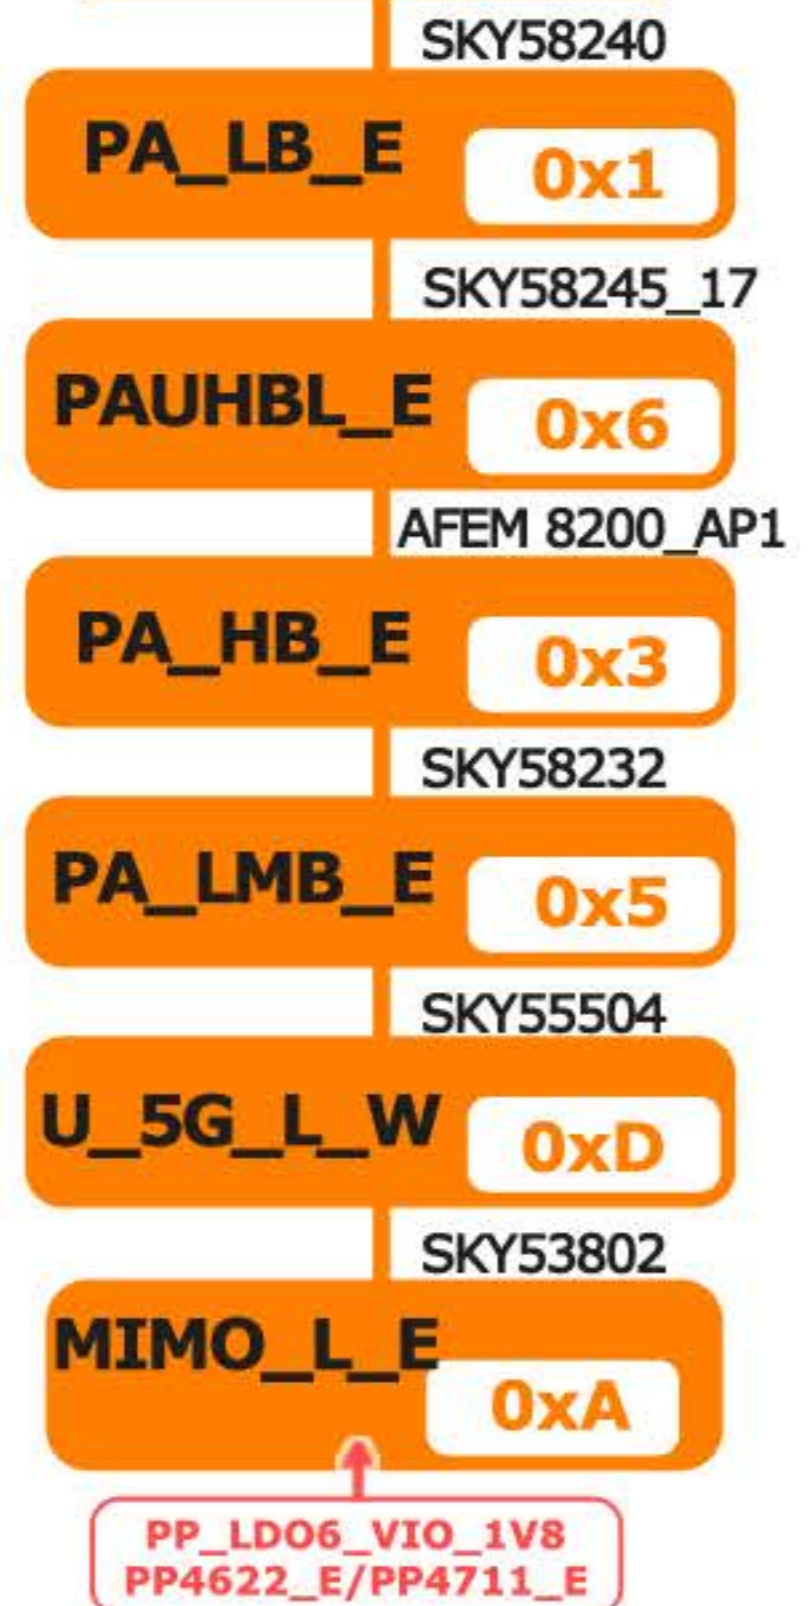 SKY58240
PA_LB_E
0x1
SKY58245_17
PAUHBL_E
0x6
AFEM 8200_AP1
PA_HB_E
0x3
SKY58232
PA_LMB_E
0x5
SKY55504
U_5G_L_W
0xD
SKY53802
MIMO_L_E
0xA
PP_LDO6_VIO_1V8
PP4622_E/PP4711_E